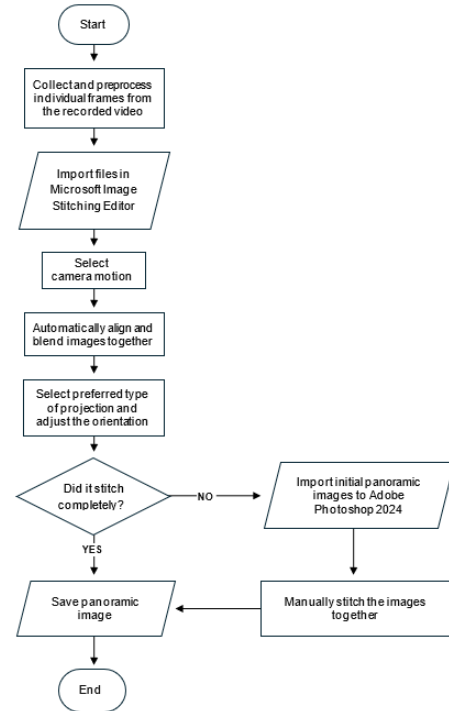 Start
Collect and preprocess
individual frames from
the recorded video
Import files in
Microsoft Image
Stitching Editor
Select
camera motion
Automatically align and
blend images together
Select preferred type
of projection and
adjust the orientation
Did it stitch
completely?
NO
Import initial panoramic
images to Adobe
Photoshop 2024
YES
Save panoramic
image
Manually stitch the images
together
End